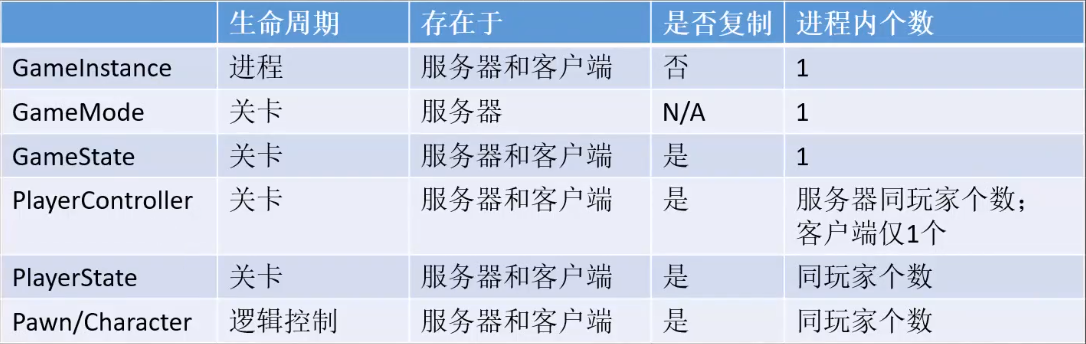 生命周期 存在于 是否复制 进程内个数
GameInstance 进程 服务器和客户端 否 1
GameMode 关卡 服务器 N/A 1
GameState 关卡 服务器和客户端 是 1
PlayerController 关卡 服务器和客户端 是 服务器同玩家个数；
客户端仅1个
PlayerState 关卡 服务器和客户端 是 同玩家个数
Pawn/Character 逻辑控制 服务器和客户端 是 同玩家个数